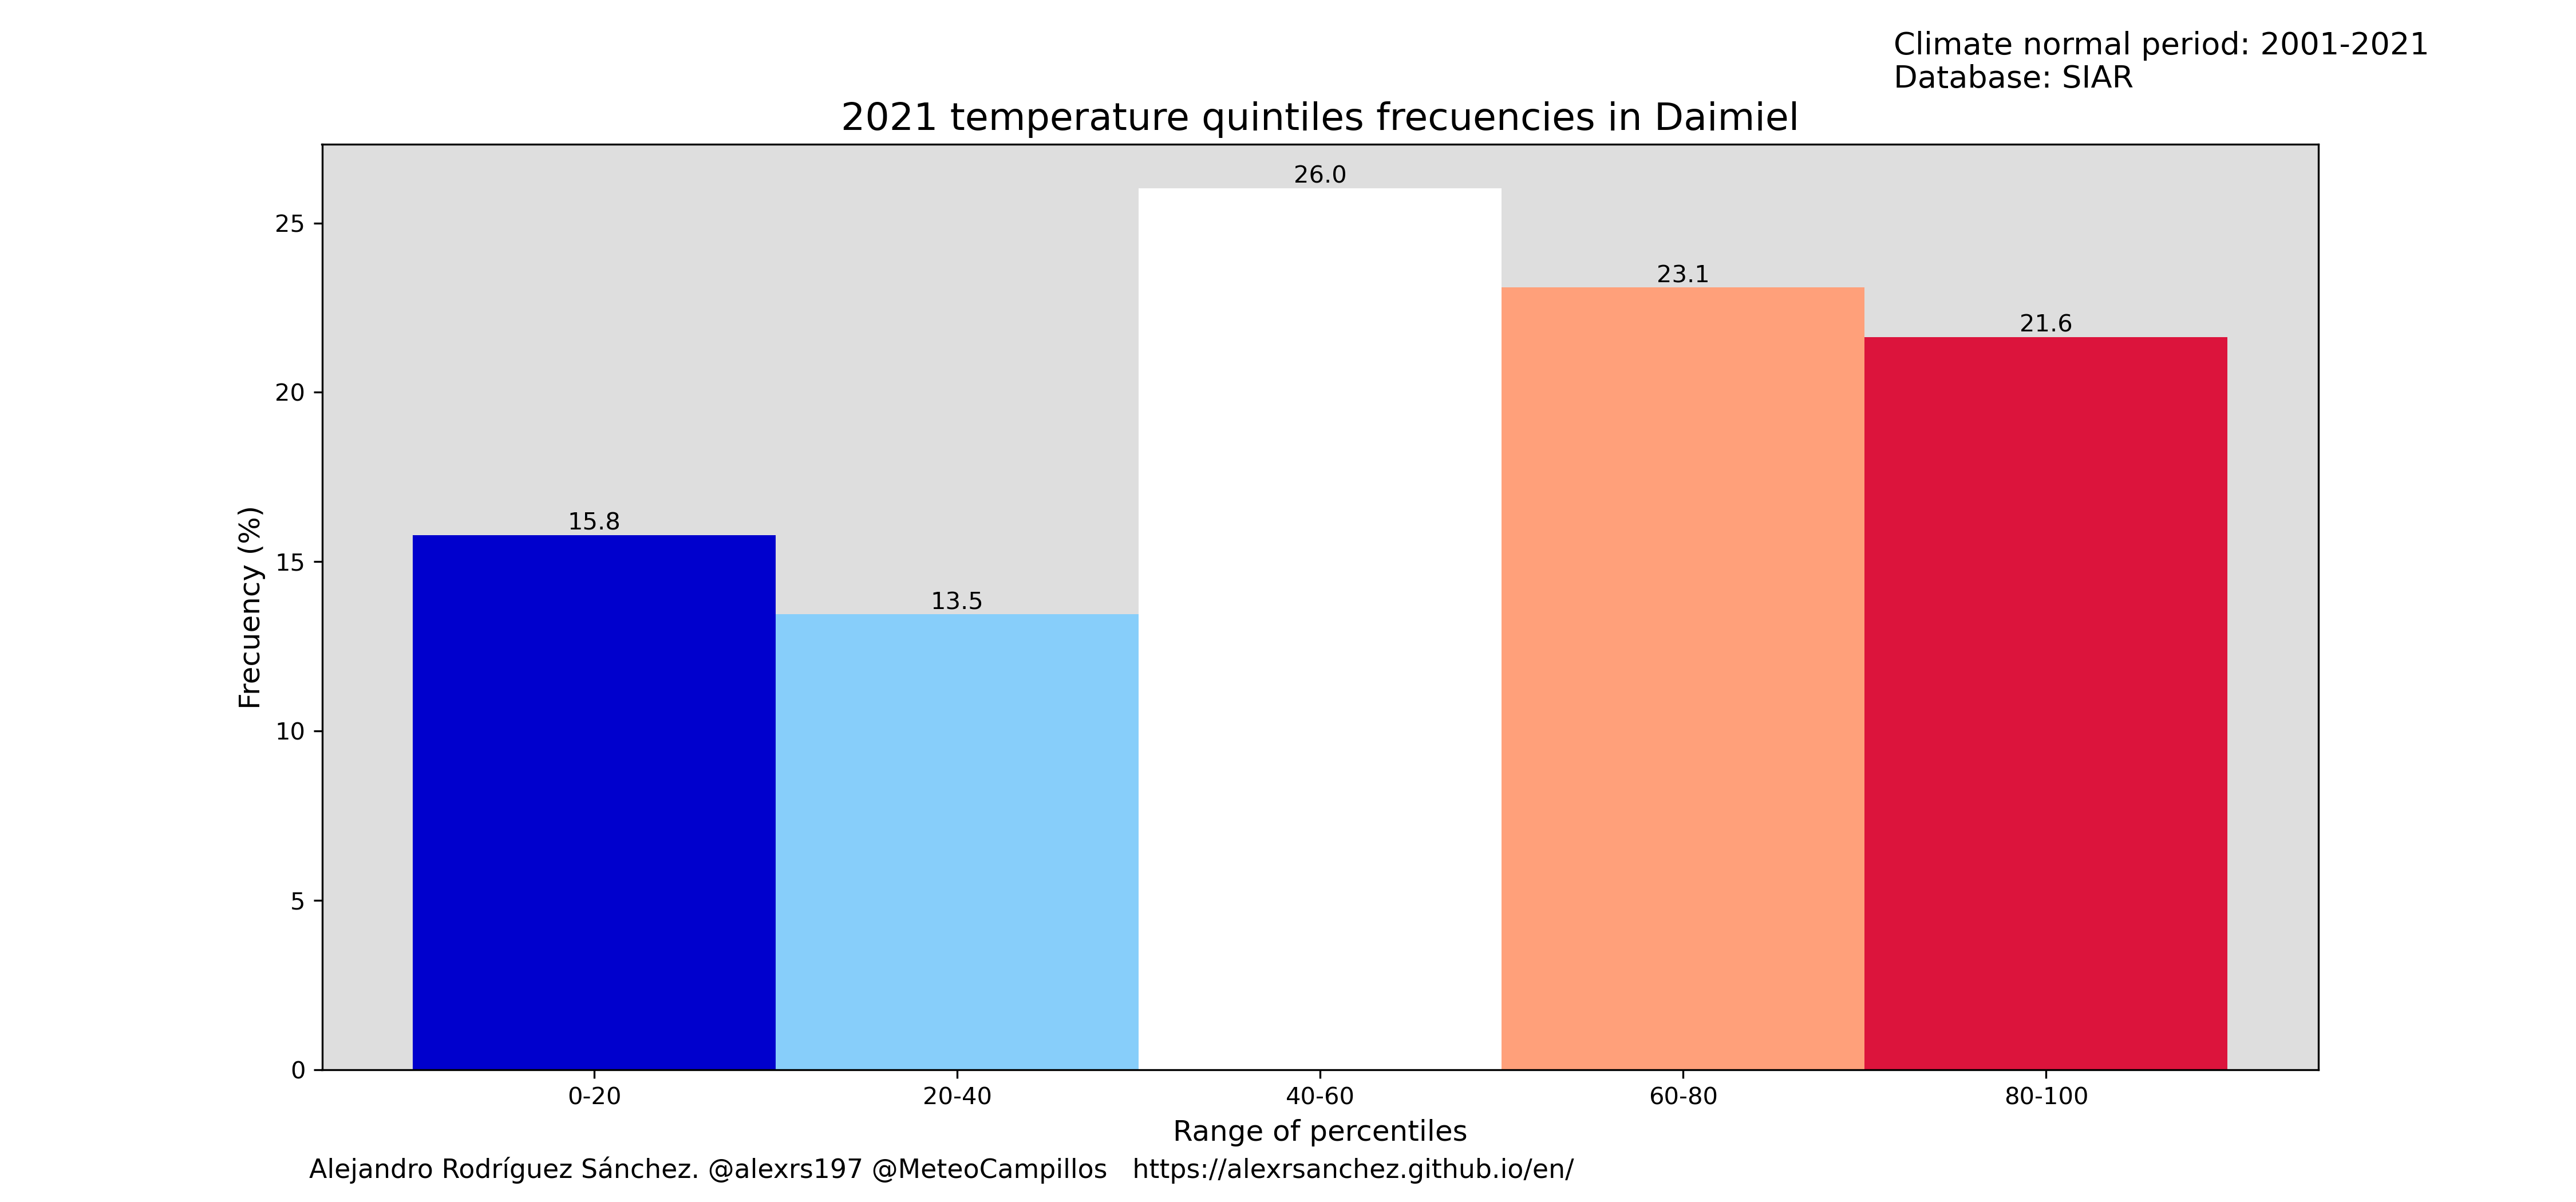 Climate normal period: 2001-2021
Database: SIAR
2021 temperature quintiles frecuencies in Daimiel
26.0
25
23.1
21.6
20
15.8
Frecuency (%)
15
13.5
10
5
0
0-20 20-40 40-60 60-80 80-100
Range of percentiles
Alejandro Rodríguez Sánchez. @alexrs197 @MeteoCampillos https://alexrsanchez.github.io/en/